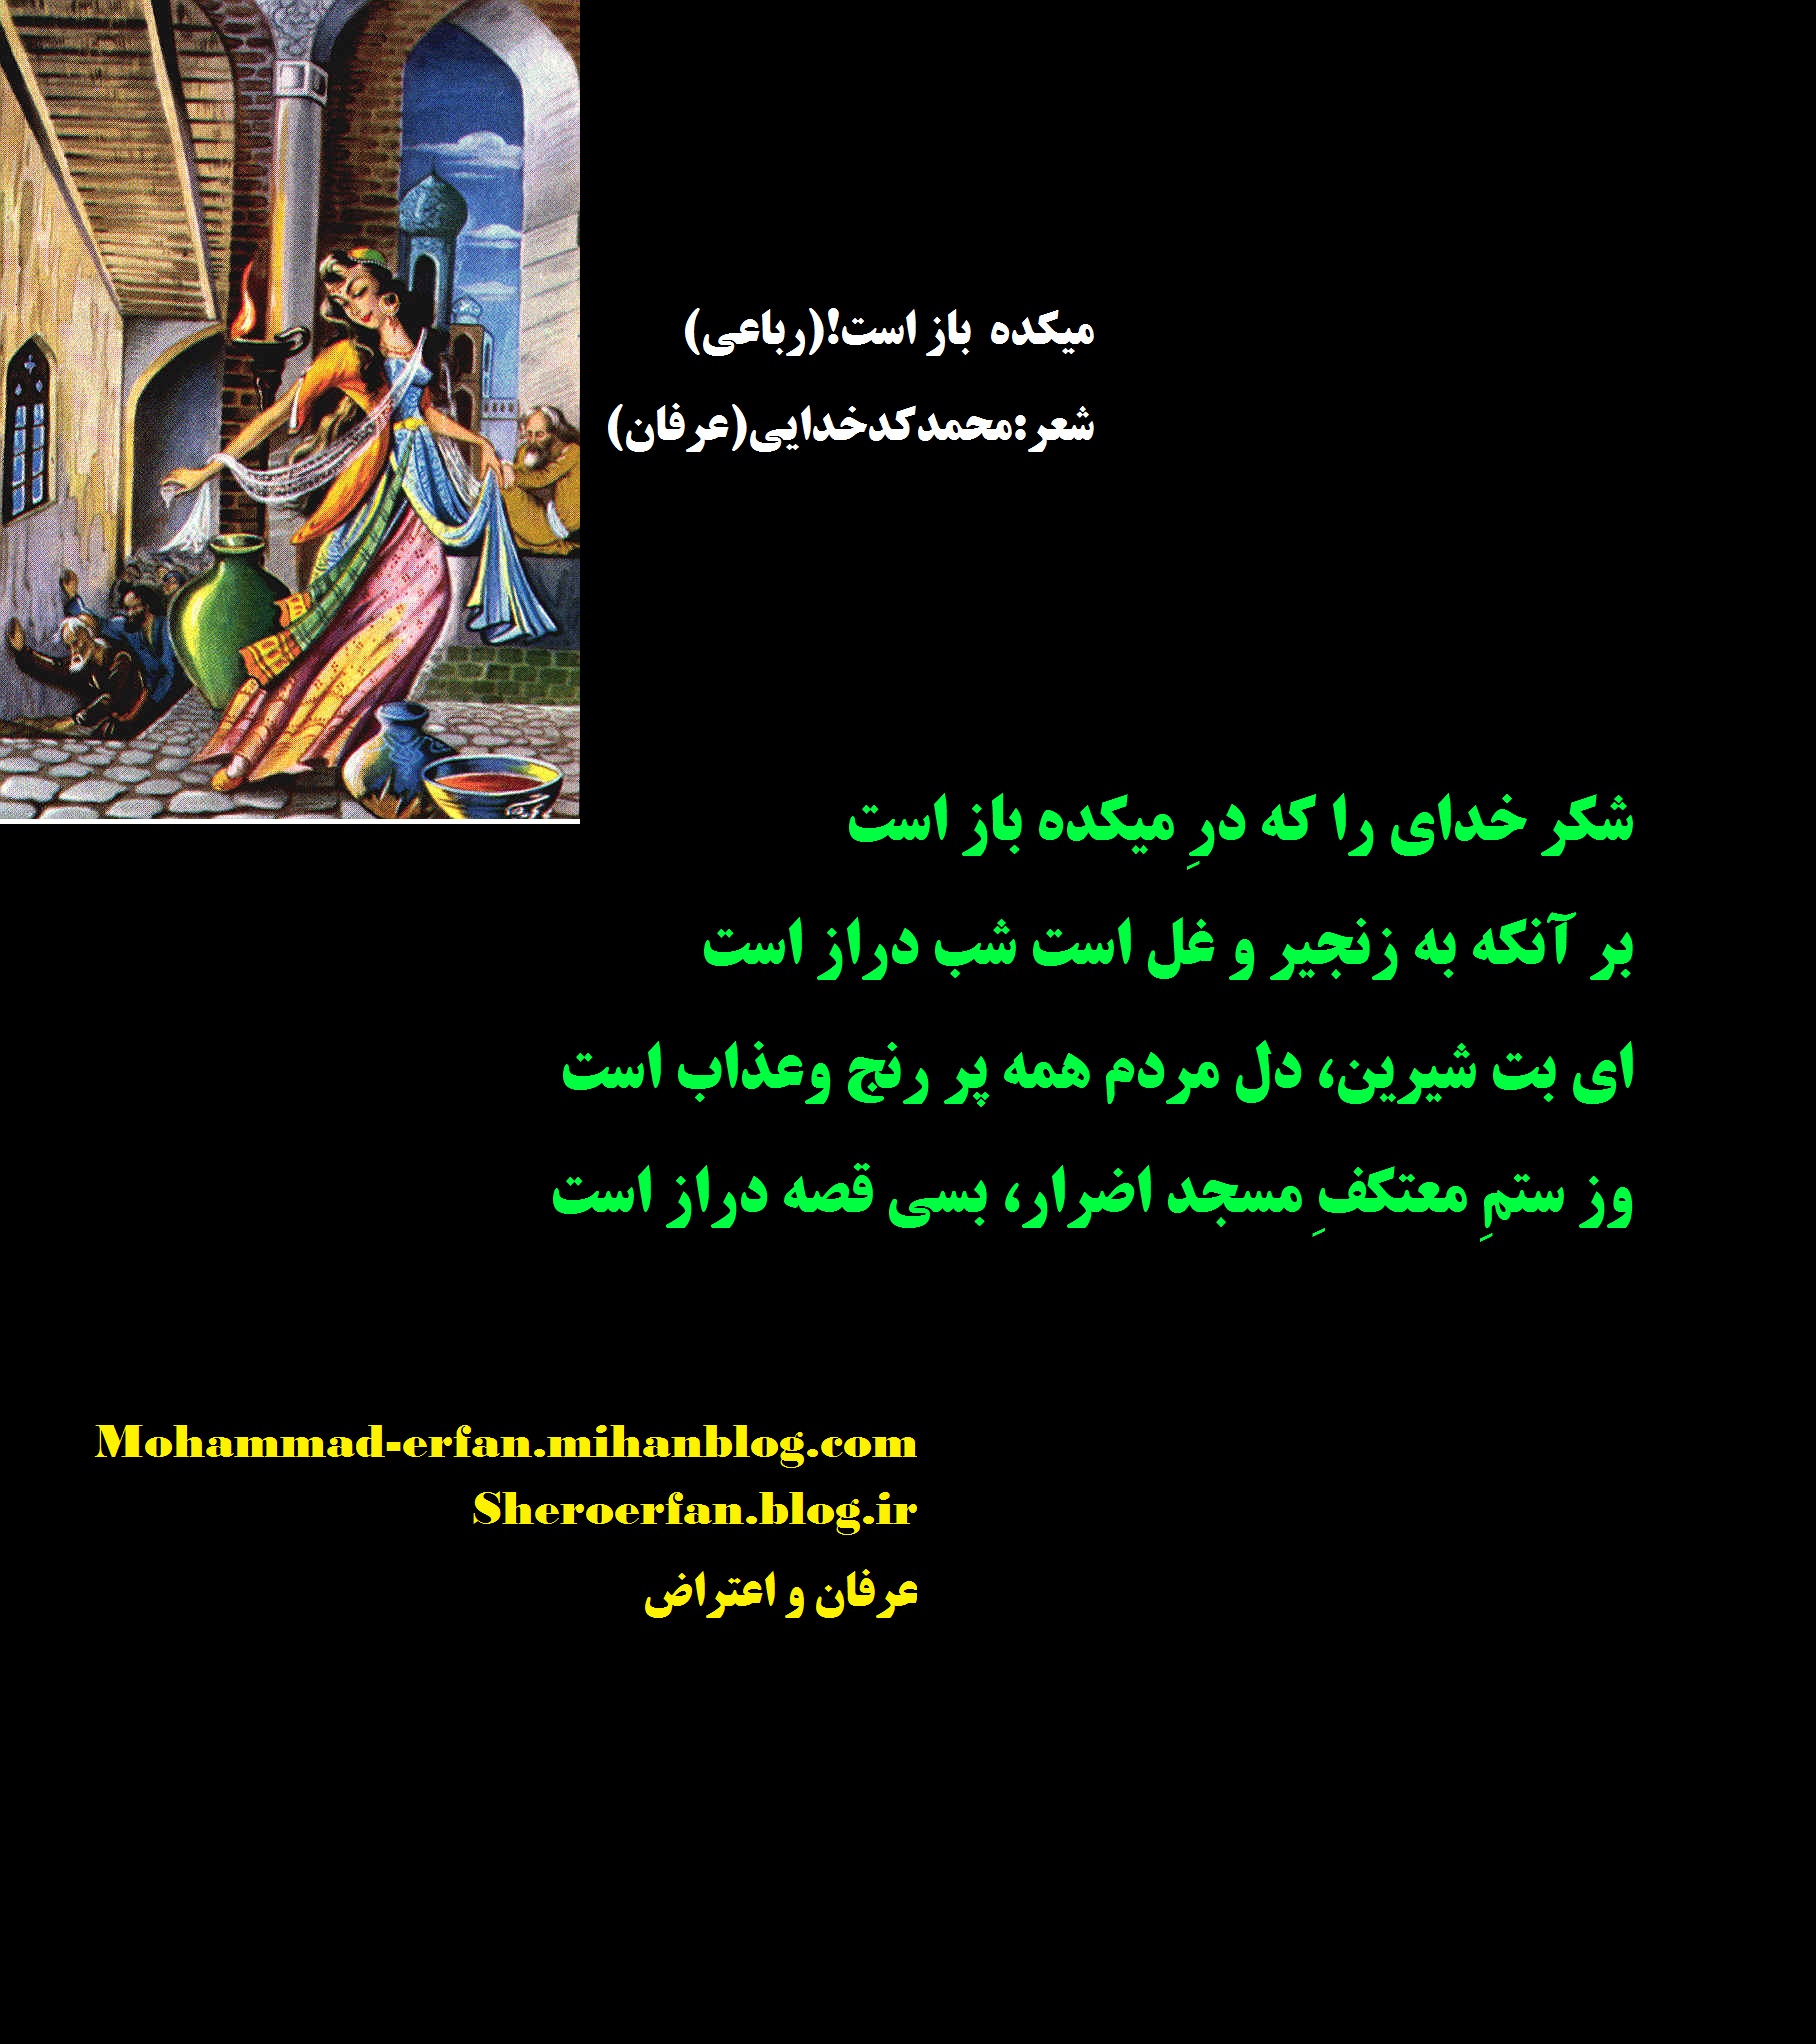 میکده باز است!(رباعی)
شعر:محمدکدخدایی(عرفان)
شکر خدای را که درِ میکده باز است
بر آنکه به زنجیر و غل است شب دراز است
ای بت شیرین، دل مردم همه پر رنج وعذاب است
وز ستمِ معتکفِ مسجد اضرار، بسی قصه دراز است
Mohammad-erfan.mihanblog.com
Sheroerfan.blog.ir
عرفان و اعتراض